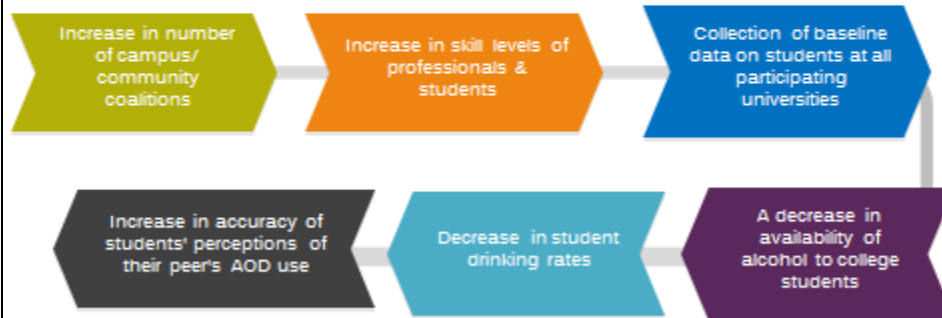 Increase in number
of campus/
community
coalitions
Increase in skill levels of
professionals &
students
Collection of baseline
data on students at all
participating
universities
A decrease in
availability of
alcohol to college
students
Decrease in student
drinking rates
Increase in accuracy of
students' perceptions of
their peer's AOD use